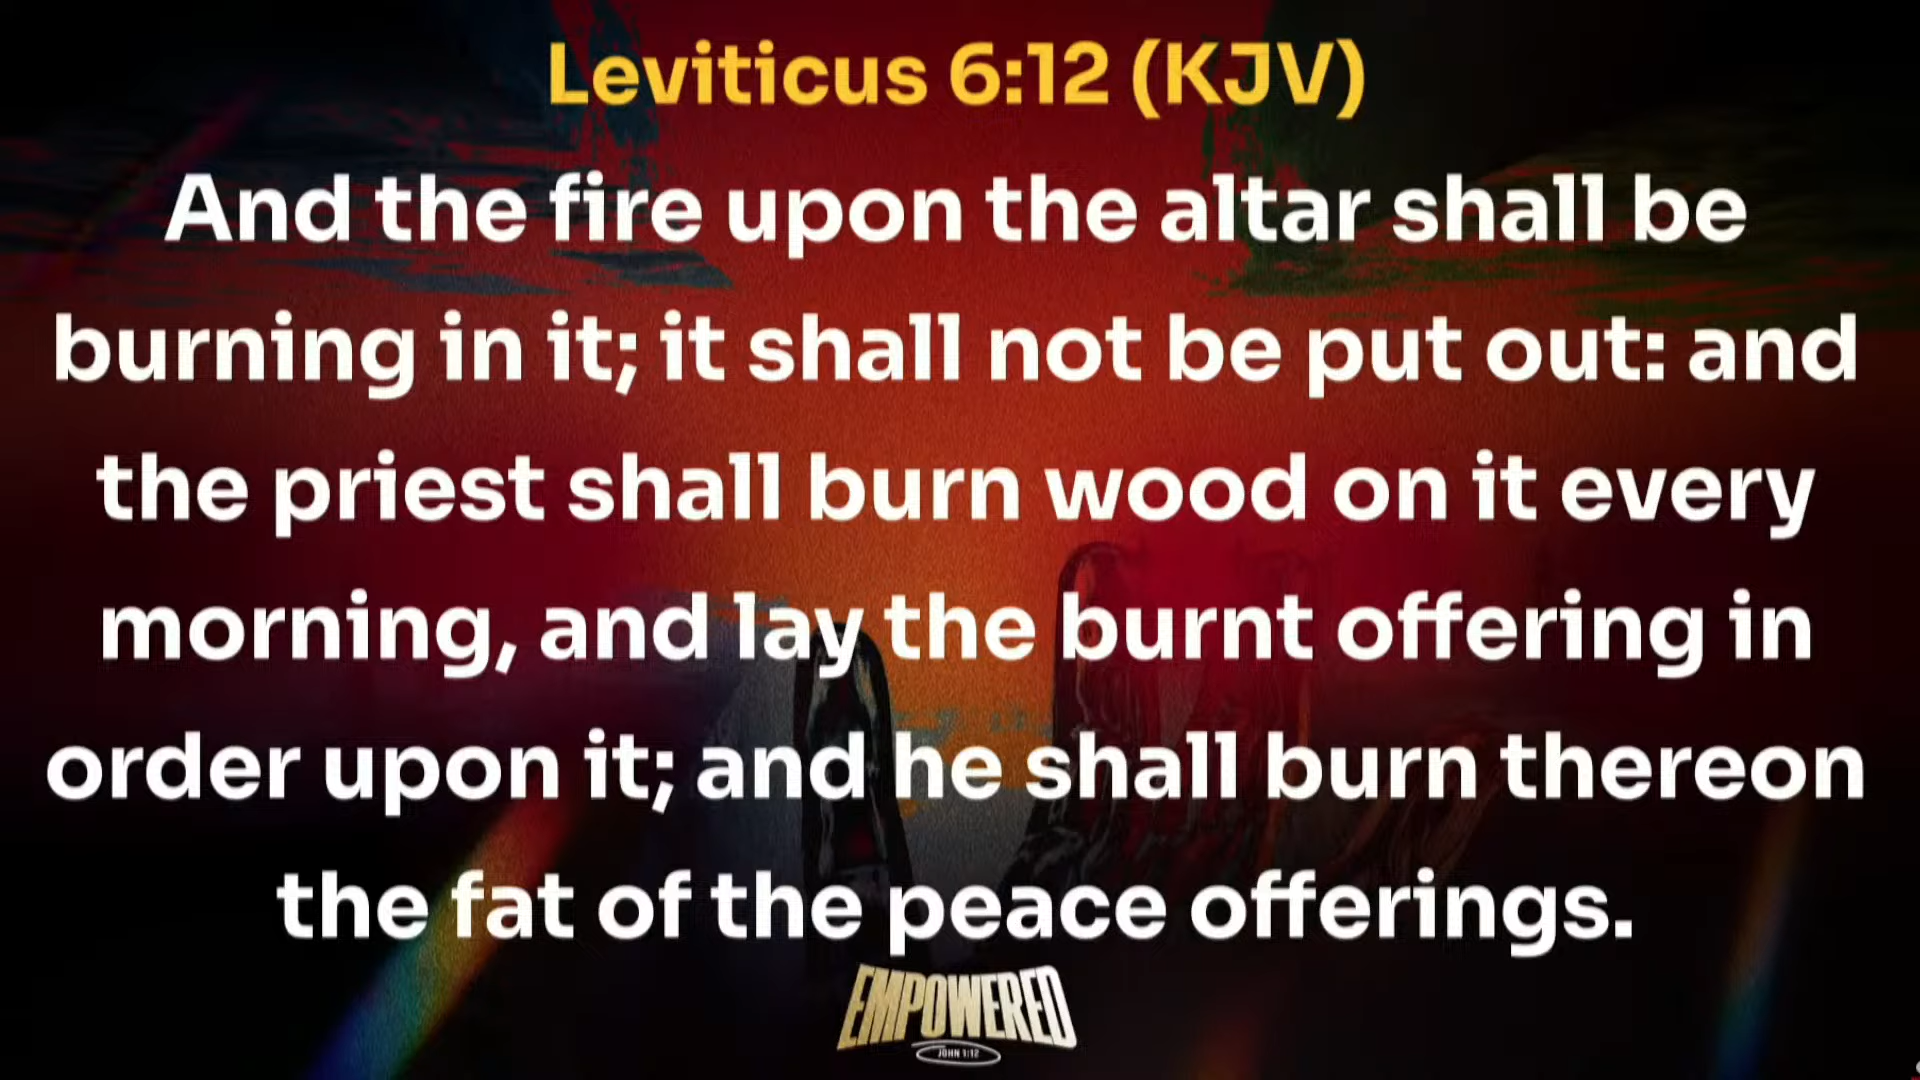 Leviticus 6:12 (KJV)
And the fire upon the altar shall be
burning in it; it shall not be put out: and
the priest shall burn wood on it every
morning, and lay the burnt offering in
order upon it; and he shall burn thereon
the fat of the peace offerings.
EMPOWERED
JOHN 1:12